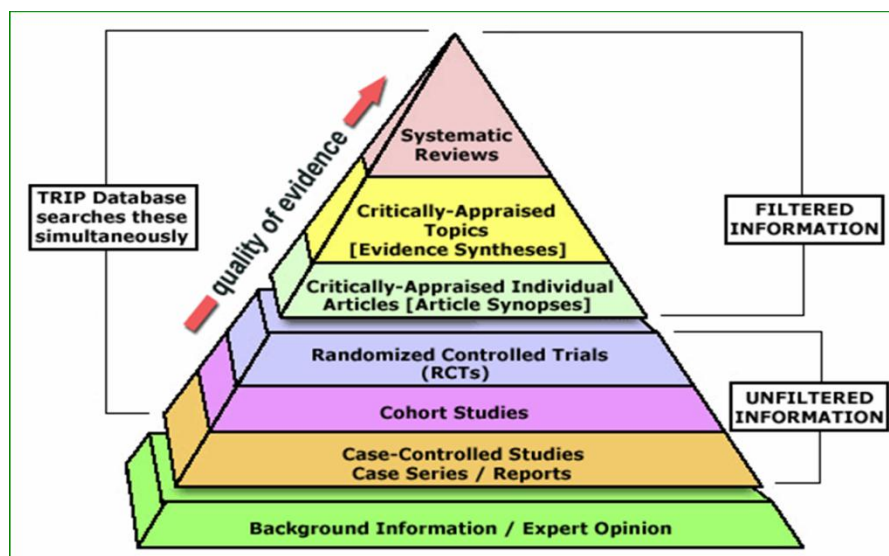 Systematic
Reviews
quality of evidence
TRIP Database
searches these
simultaneously
Critically-Appraised
Topics
[Evidence Syntheses]
FILTERED
INFORMATION
Critically-Appraised Individual
Articles [Article Synopses]
Randomized Controlled Trials
(RCTs)
UNFILTERED
INFORMATION
Cohort Studies
Case-Controlled Studies
Case Series / Reports
Background Information / Expert Opinion